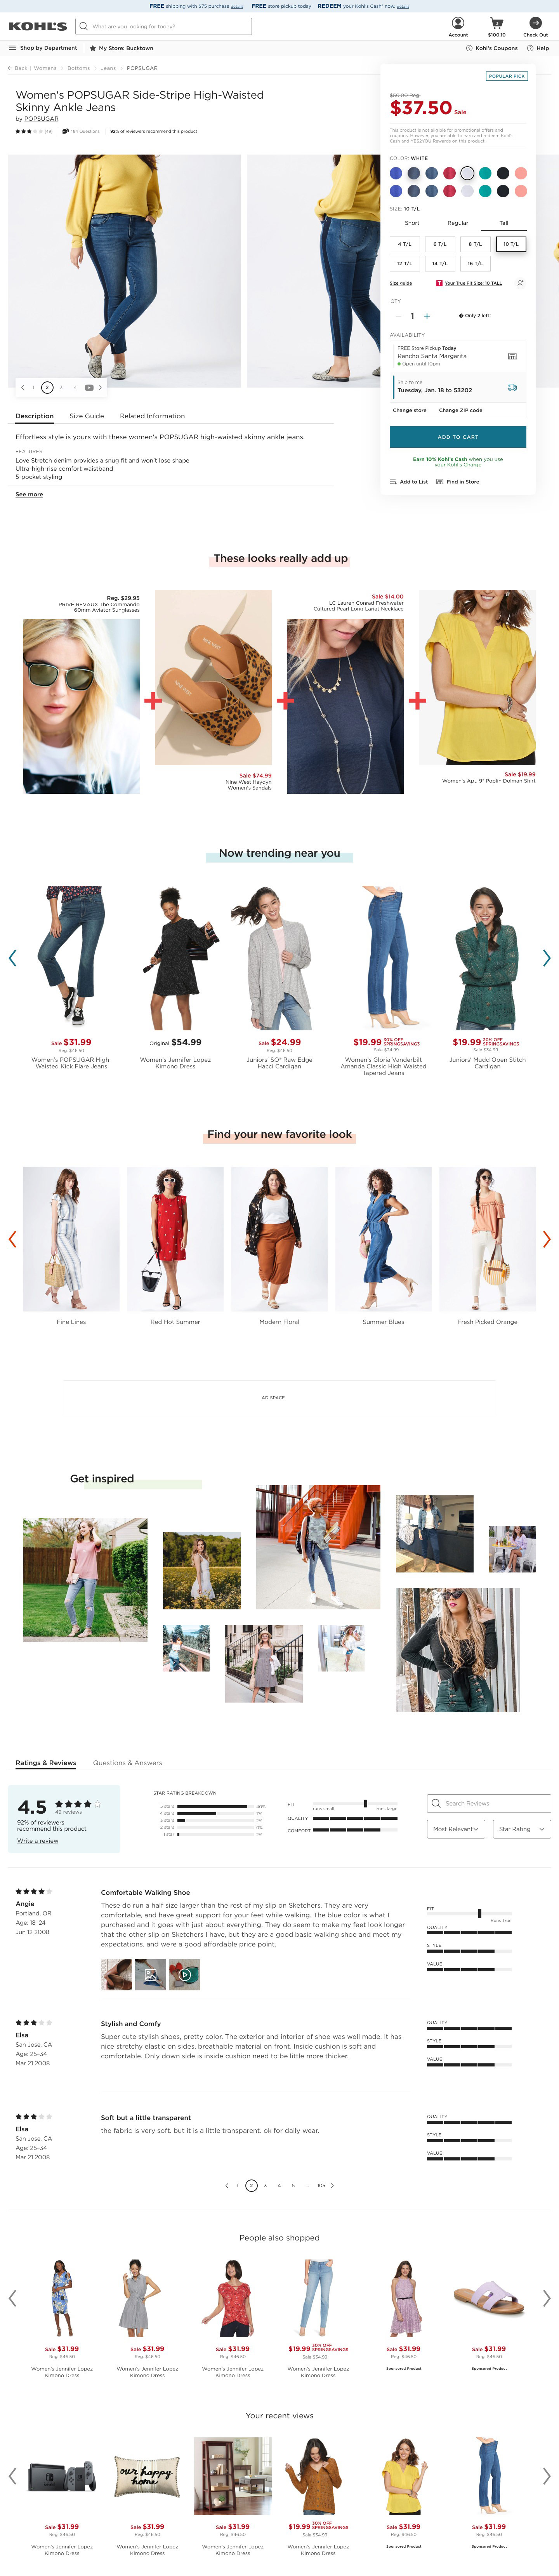 FREE shipping with $75 purchase details FREE store pickup today REDEEM your Kohl's Cash® now. details
KOHL'S
What are you looking for today?
Account
$100.10
Check Out
Shop by Department
My Store: Bucktown
Kohl's Coupons
Help
Back
Womens
Bottoms
Jeans
POPSUGAR
POPULAR PICK
Women's POPSUGAR Side-Stripe High-Waisted
Skinny Ankle Jeans
by POPSUGAR
92% of reviewers recommend this product
$50.00 Reg.
$37.50 Sale
This product is not eligible for promotional offers and
coupons. However, you are able to earn and redeem Kohl's
Cash and YES2YOU Rewards on this product.
COLOR: WHITE
SIZE: 10 T/L
Short
Regular
Tall
4 T/L
6 T/L
8 T/L
10 T/L
12 T/L
14 T/L
16 T/L
Size guide
Your True Fit Size: 10 TALL
QTY
1
Only 2 left!
AVAILABILITY
FREE Store Pickup Today
Rancho Santa Margarita
Open until 10pm
Ship to me
Tuesday, Jan. 18 to 53202
Change store
Change ZIP code
ADD TO CART
Earn 10% Kohl's Cash when you use
your Kohl's Charge
Add to List
Find in Store
1
2
3
4
Description
Size Guide
Related Information
Effortless style is yours with these women's POPSUGAR high-waisted skinny ankle jeans.
FEATURES
Love Stretch denim provides a snug fit and won't lose shape
Ultra-high-rise comfort waistband
5-pocket styling
See more
These looks really add up
Reg. $29.95
PRIVÉ REVAUX The Commando
60mm Aviator Sunglasses
Sale $74.99
Nine West Haydyn
Women's Sandals
Sale $14.00
LC Lauren Conrad Freshwater
Cultured Pearl Long Lariat Necklace
Sale $19.99
Women's Apt. 9® Poplin Dolman Shirt
Now trending near you
Sale $31.99
Reg. $46.50
Women's POPSUGAR High-
Waisted Kick Flare Jeans
Original $54.99
Women's Jennifer Lopez
Kimono Dress
Sale $24.99
Reg. $46.50
Juniors' SO® Raw Edge
Hacci Cardigan
$19.99 30% OFF
SPRINGSAVINGS
Sale $34.99
Women's Gloria Vanderbilt
Amanda Classic High Waisted
Tapered Jeans
$19.99 30% OFF
SPRINGSAVINGS
Sale $34.99
Juniors' Mudd Open Stitch
Cardigan
Find your new favorite look
Fine Lines
Red Hot Summer
Modern Floral
Summer Blues
Fresh Picked Orange
AD SPACE
Get inspired
Ratings & Reviews
Questions & Answers
4.5
49 reviews
92% of reviewers
recommend this product
Write a review
STAR RATING BREAKDOWN
5 stars
4 stars
3 stars
2 stars
1 star
FIT
runs small
runs large
QUALITY
COMFORT
Search Reviews
Most Relevant
Star Rating
Angie
Portland, OR
Age: 18-24
Jun 12 2008
Comfortable Walking Shoe
These do run a half size larger than the rest of my slip on Sketchers. They are very
comfortable, and have great support for your feet while walking. The blue color is what I
purchased and it goes with just about everything. They do seem to make my feet look longer
that the other slip on Sketchers I have, but they are a good basic walking shoe and meet my
expectations, and were a good affordable price point.
FIT
Runs True
QUALITY
STYLE
VALUE
Elsa
San Jose, CA
Age: 25-34
Mar 21 2008
Stylish and Comfy
Super cute stylish shoes, pretty color. The exterior and interior of shoe was well made. It has
nice stretchy elastic on sides, breathable material on front. Inside cushion is soft and
comfortable. Only down side is inside cushion need to be little more thicker.
QUALITY
STYLE
VALUE
Elsa
San Jose, CA
Age: 25-34
Mar 21 2008
Soft but a little transparent
the fabric is very soft. but it is a little transparent. ok for daily wear.
QUALITY
STYLE
VALUE
1 2 3 4 5 ... 105
People also shopped
Sale $31.99
Reg. $46.50
Women's Jennifer Lopez
Kimono Dress
Sale $31.99
Reg. $46.50
Women's Jennifer Lopez
Kimono Dress
Sale $31.99
Reg. $46.50
Women's Jennifer Lopez
Kimono Dress
$19.99 30% OFF
SPRINGSAVINGS
Sale $34.99
Women's Jennifer Lopez
Kimono Dress
Sale $31.99
Reg. $46.50
Sponsored Product
Sale $31.99
Reg. $46.50
Sponsored Product
Your recent views
our happy
home
Sale $31.99
Reg. $46.50
Women's Jennifer Lopez
Kimono Dress
Sale $31.99
Reg. $46.50
Women's Jennifer Lopez
Kimono Dress
Sale $31.99
Reg. $46.50
Women's Jennifer Lopez
Kimono Dress
$19.99 30% OFF
SPRINGSAVINGS
Sale $34.99
Women's Jennifer Lopez
Kimono Dress
Sale $31.99
Reg. $46.50
Sponsored Product
Sale $31.99
Reg. $46.50
Sponsored Product